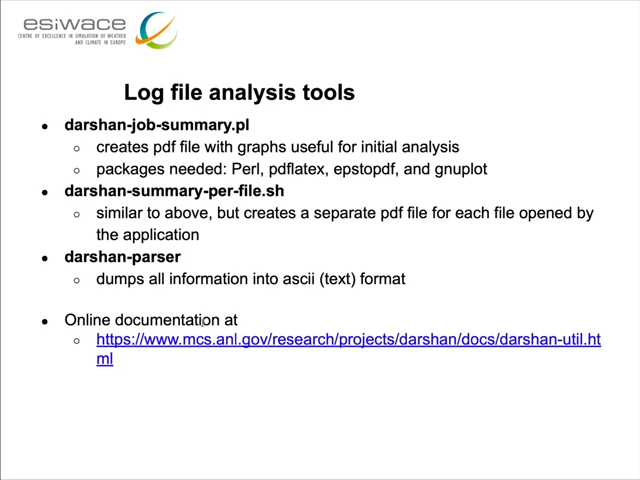 esiwace
CENTRE OF EXCELLENCE IN SIMULATION OF WEATHER
AND CLIMATE IN EUROPE
Log file analysis tools
● darshan-job-summary.pl
○ creates pdf file with graphs useful for initial analysis
○ packages needed: Perl, pdflatex, epstopdf, and gnuplot
● darshan-summary-per-file.sh
○ similar to above, but creates a separate pdf file for each file opened by
the application
● darshan-parser
○ dumps all information into ascii (text) format
● Online documentation at
○ https://www.mcs.anl.gov/research/projects/darshan/docs/darshan-util.ht
ml